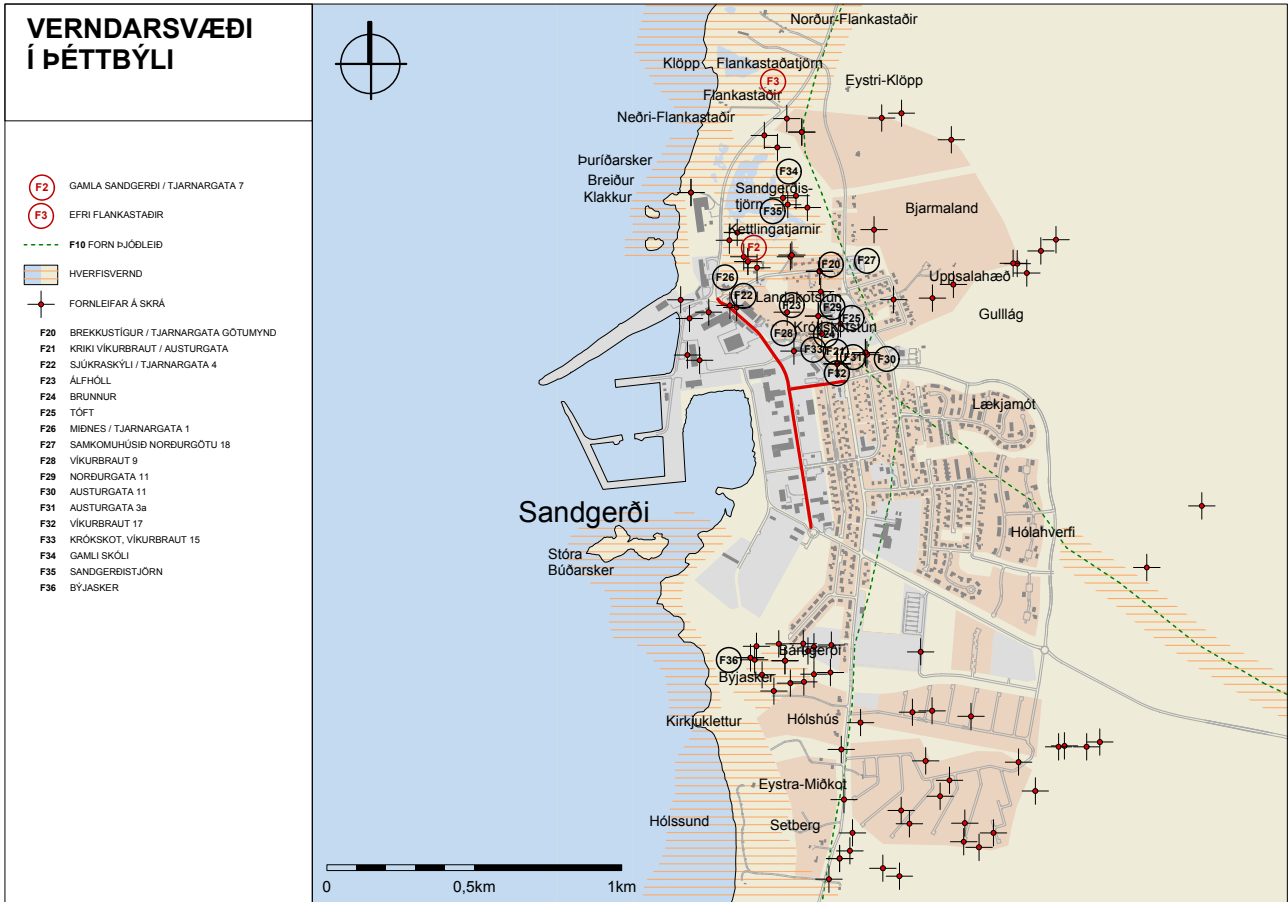 VERNDARSVÆÐI
Í ÞÉTTBÝLI
F2 GAMLA SANDGERÐI / TJARNARGATA 7
F3 EFRI FLANKASTAÐIR
F10 FORN ÞJÓÐLEIÐ
HVERFISVERND
FORNLEIFAR Á SKRÁ
F20 BREKKUSTÍGUR / TJARNARGATA GÖTUMYND
F21 KRIKI VÍKURBRAUT / AUSTURGATA
F22 SJÚKRASKÝLI / TJARNARGATA 4
F23 ÁLFHÓLL
F24 BRUNNUR
F25 TÓFT
F26 MIÐNES / TJARNARGATA 1
F27 SAMKOMUHÚSIÐ NORÐURGÖTU 18
F28 VÍKURBRAUT 9
F29 NORÐURGATA 11
F30 AUSTURGATA 11
F31 AUSTURGATA 3a
F32 VÍKURBRAUT 17
F33 KRÓKSKOT, VÍKURBRAUT 15
F34 GAMLI SKÓLI
F35 SANDGERÐISTJÖRN
F36 BÝJASKER
Norður-Flankastaðir
Klöpp
Flankastaðatjörn
F3
Eystri-Klöpp
Flankastaðir
Neðri-Flankastaðir
Þuríðarsker
Breiður
Klakkur
F34
Sandgerðis-
tjörn
F35
Bjarmaland
Kettlingatjarnir
F2
F20
F27
F26
Uppsalahæð
F22
Landakotstún
F23
F29
F25
Gulllág
Krókskotstún
F28
F24
F33
F21
F31
F30
F32
Lækjamót
Sandgerði
Hólahverfi
Stóra
Búðarsker
Bárugerði
F36
Býjasker
Kirkjuklettur
Hólshús
Eystra-Miðkot
Hólssund
Setberg
0
0,5km
1km